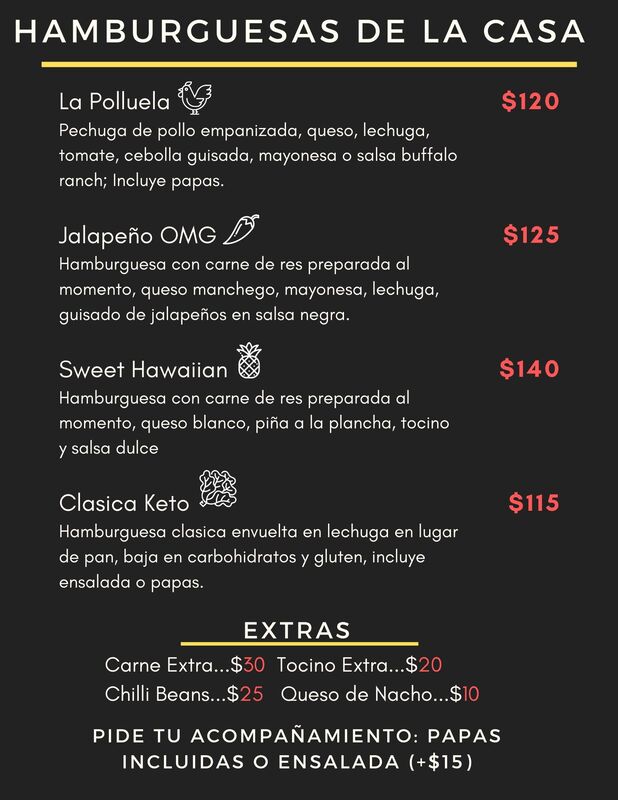 HAMBURGUESAS DE LA CASA
La Polluela $120
Pechuga de pollo empanizada, queso, lechuga,
tomate, cebolla guisada, mayonesa o salsa buffalo
ranch; Incluye papas.
Jalapeño OMG $125
Hamburguesa con carne de res preparada al
momento, queso manchego, mayonesa, lechuga,
guisado de jalapeños en salsa negra.
Sweet Hawaiian $140
Hamburguesa con carne de res preparada al
momento, queso blanco, piña a la plancha, tocino
y salsa dulce
Clasica Keto $115
Hamburguesa clasica envuelta en lechuga en lugar
de pan, baja en carbohidratos y gluten, incluye
ensalada o papas.
EXTRAS
Carne Extra...$30 Tocino Extra...$20
Chilli Beans...$25 Queso de Nacho...$10
PIDE TU ACOMPAÑAMIENTO: PAPAS
INCLUIDAS O ENSALADA (+$15)